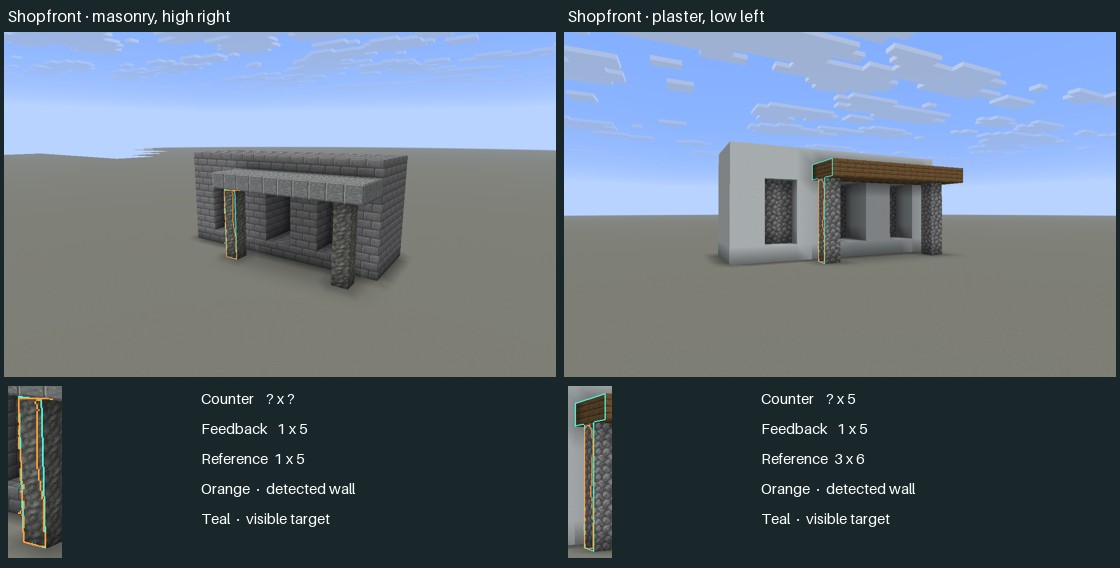 Shopfront · masonry, high right
Shopfront · plaster, low left
Counter ? x ?
Feedback 1 x 5
Reference 1 x 5
Orange · detected wall
Teal · visible target
Counter ? x 5
Feedback 1 x 5
Reference 3 x 6
Orange · detected wall
Teal · visible target